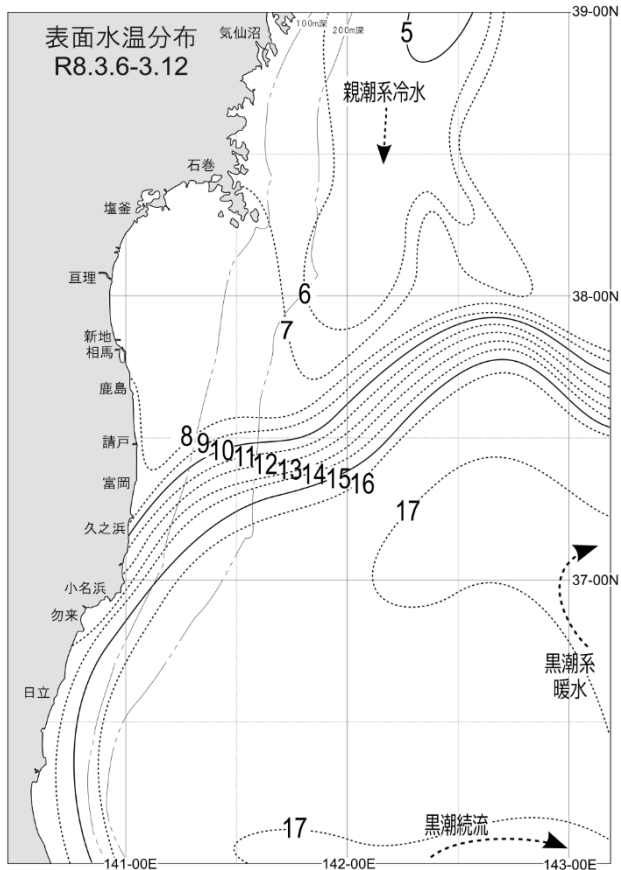 表面水温分布
R8.3.6-3.12
気仙沼
100m深
200m深
5
39-00N
親潮系冷水
石巻
塩釜
亘理
6
38-00N
7
新地
相馬
鹿島
請戸
8
9
10
11
12
13
14
15
16
富岡
17
久之浜
37-00N
小名浜
勿来
黒潮系
暖水
日立
17
黒潮続流
141-00E
142-00E
143-00E